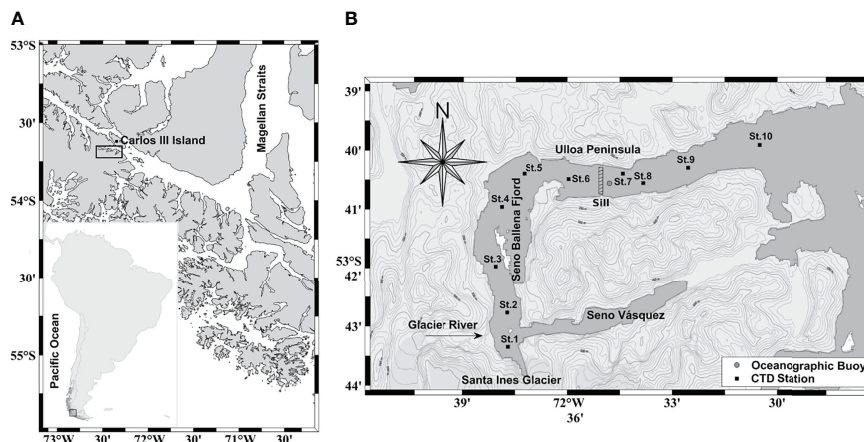 A
53°S
30'
54°S
30'
55°S
73°W 30' 72°W 30' 71°W 30'
Magellan Straits
Carlos III Island
Pacific Ocean
B
39'
40'
41'
53°S
42'
43'
44'
39' 72°W 33' 30'
36'
N
Ulloa Peninsula
St.10
St.9
St.5
St.6
St.7
St.8
Sill
St.4
Seno Ballena Fjord
St.3
St.2
Seno Vásquez
Glacier River
St.1
Santa Ines Glacier
Oceanographic Buoy
CTD Station